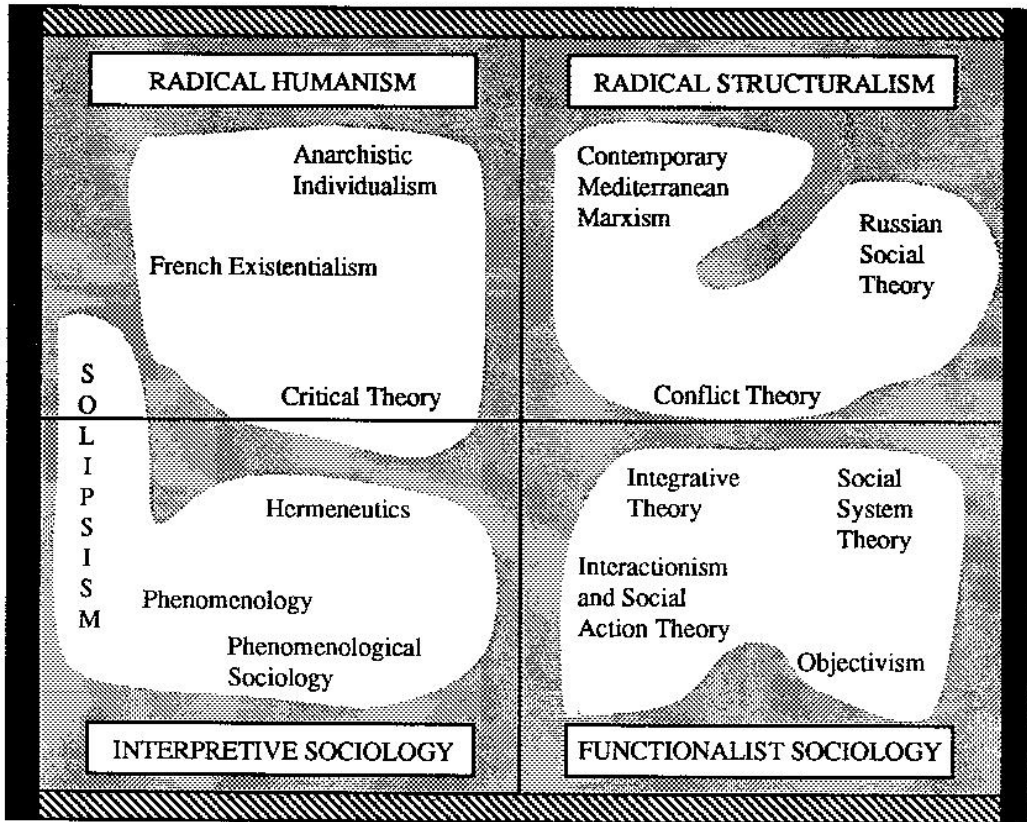 RADICAL HUMANISM
Anarchistic
Individualism
French Existentialism
Critical Theory
RADICAL STRUCTURALISM
Contemporary
Mediterranean
Marxism
Russian
Social
Theory
Conflict Theory
SOLIPSISM
Hermeneutics
Phenomenology
Phenomenological
Sociology
INTERPRETIVE SOCIOLOGY
Integrative
Theory
Social
System
Theory
Interactionism
and Social
Action Theory
Objectivism
FUNCTIONALIST SOCIOLOGY